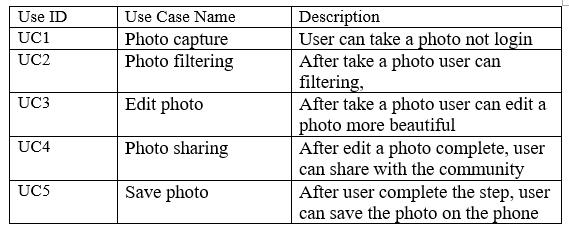 Use ID Use Case Name Description
UC1 Photo capture User can take a photo not login
UC2 Photo filtering After take a photo user can
filtering,
UC3 Edit photo After take a photo user can edit a
photo more beautiful
UC4 Photo sharing After edit a photo complete, user
can share with the community
UC5 Save photo After user complete the step, user
can save the photo on the phone